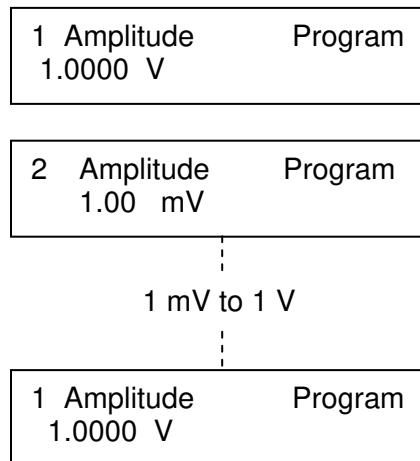 1 Amplitude Program
1.0000 V
2 Amplitude Program
1.00 mV
1 mV to 1 V
1 Amplitude Program
1.0000 V